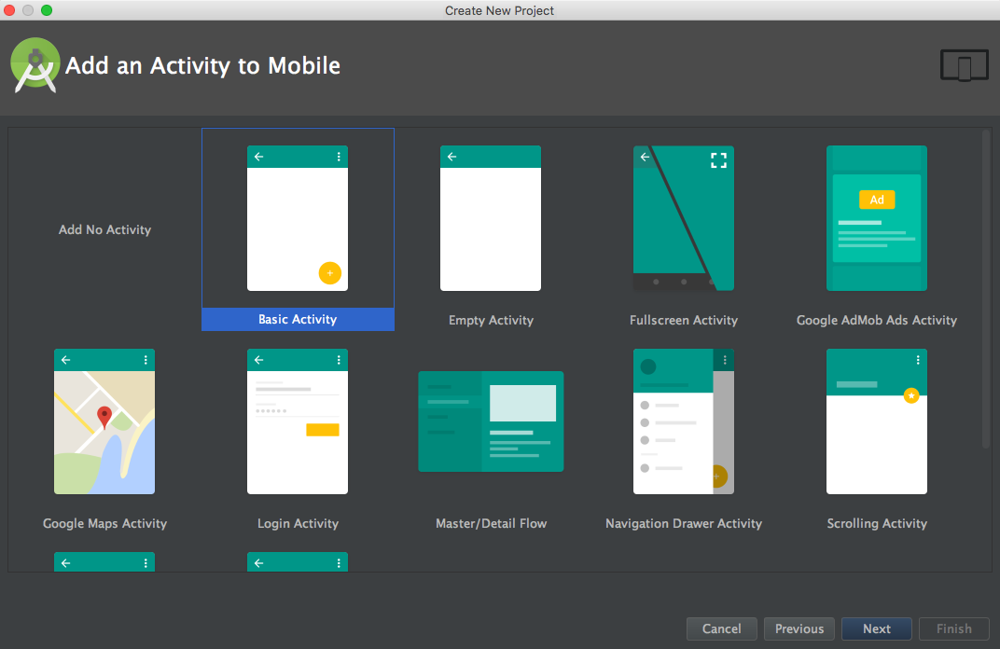 Create New Project
Add an Activity to Mobile
Add No Activity
Basic Activity
Empty Activity
Fullscreen Activity
Ad
Google AdMob Ads Activity
Google Maps Activity
Login Activity
Master/Detail Flow
Navigation Drawer Activity
Scrolling Activity
Cancel
Previous
Next
Finish